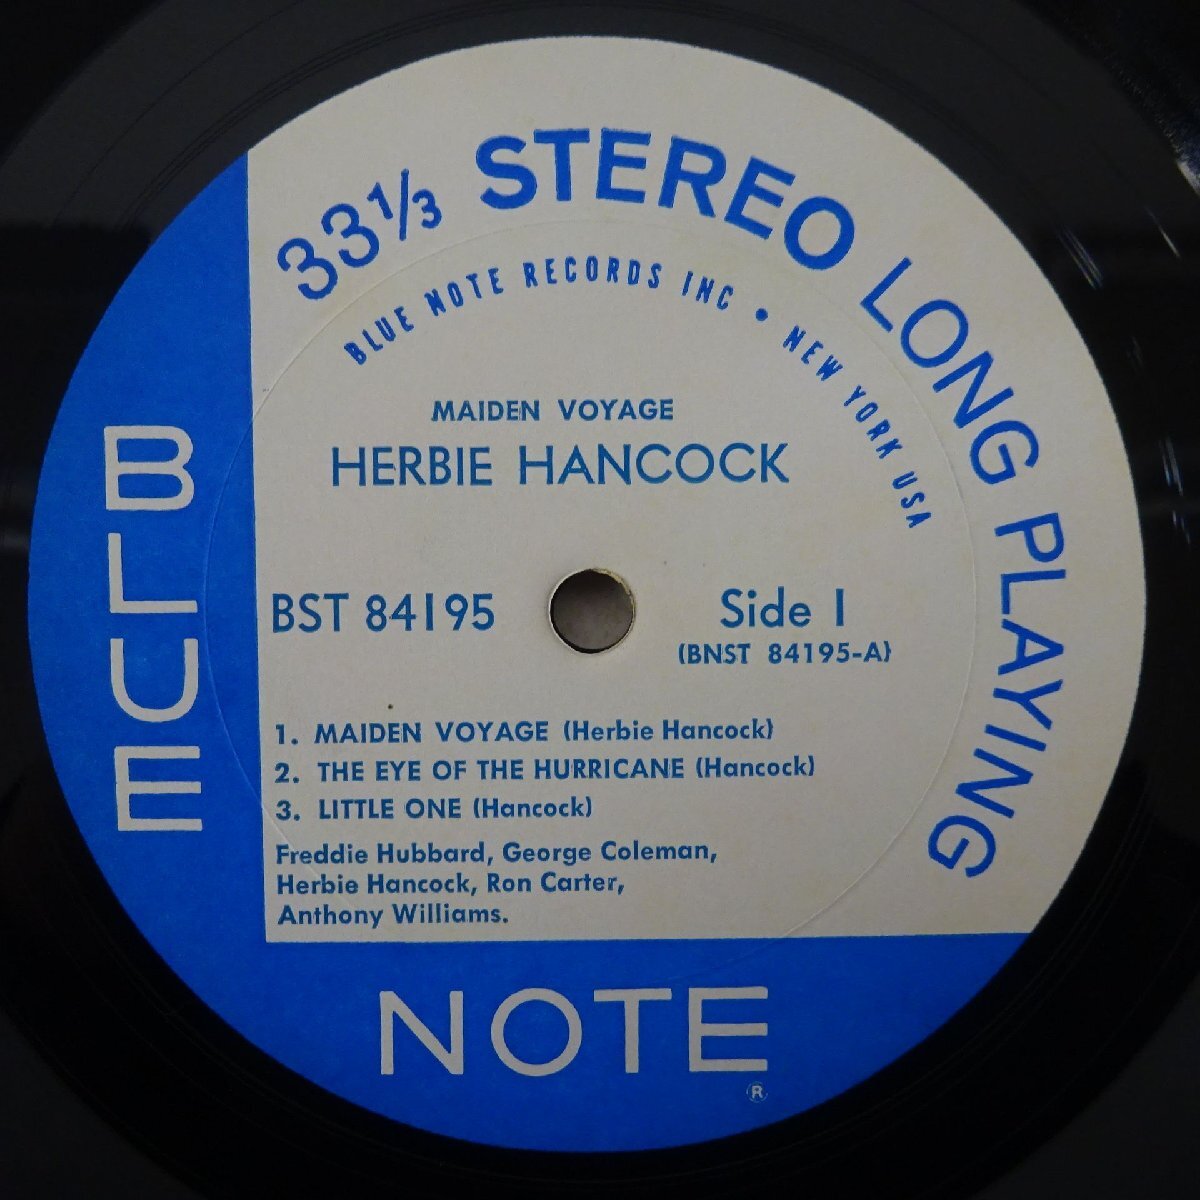 33⅓ STEREO LONG PLAYING
BLUE NOTE RECORDS INC • NEW YORK USA
MAIDEN VOYAGE
HERBIE HANCOCK
BST 84195
Side 1
(BNST 84195-A)
1. MAIDEN VOYAGE (Herbie Hancock)
2. THE EYE OF THE HURRICANE (Hancock)
3. LITTLE ONE (Hancock)
Freddie Hubbard, George Coleman,
Herbie Hancock, Ron Carter,
Anthony Williams.
BLUE
NOTE
®